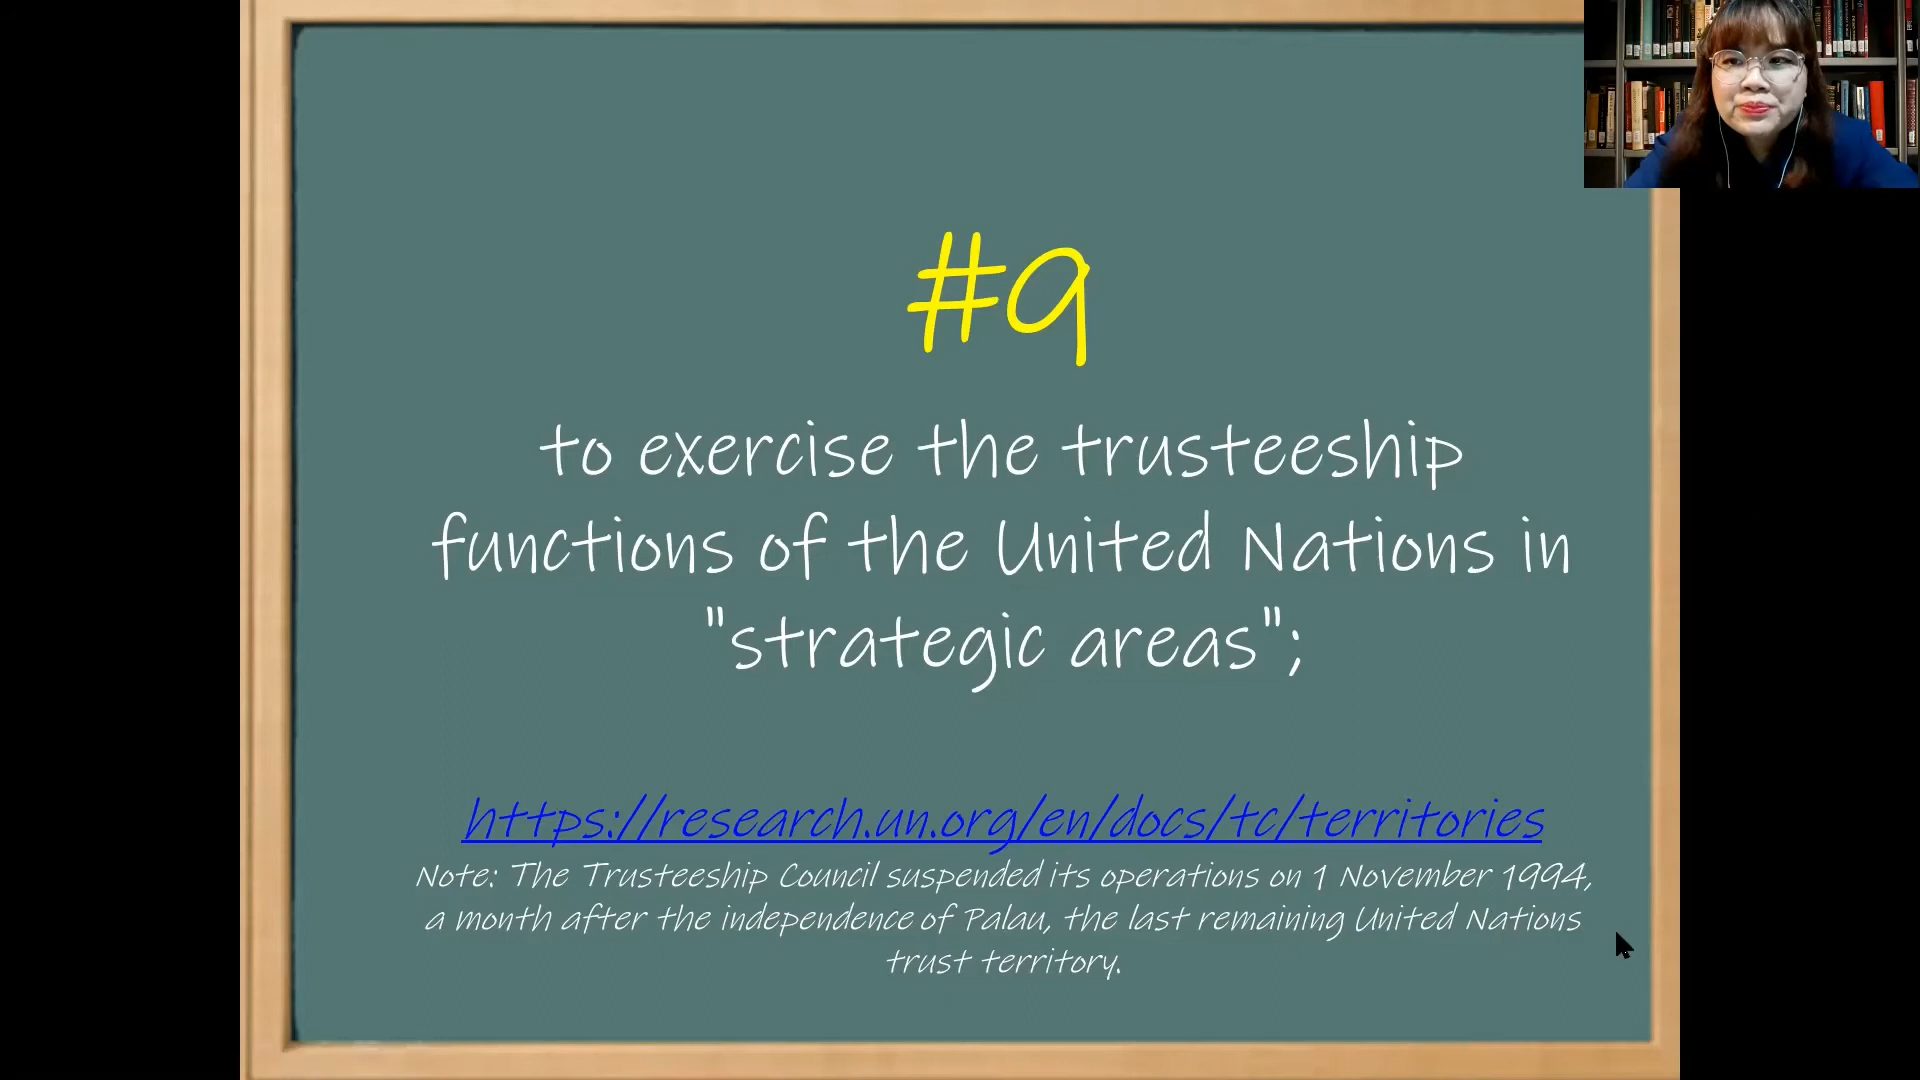 #9
to exercise the trusteeship
functions of the United Nations in
"strategic areas";
https://research.un.org/en/docs/tc/territories
Note: The Trusteeship Council suspended its operations on 1 November 1994,
a month after the independence of Palau, the last remaining United Nations
trust territory.